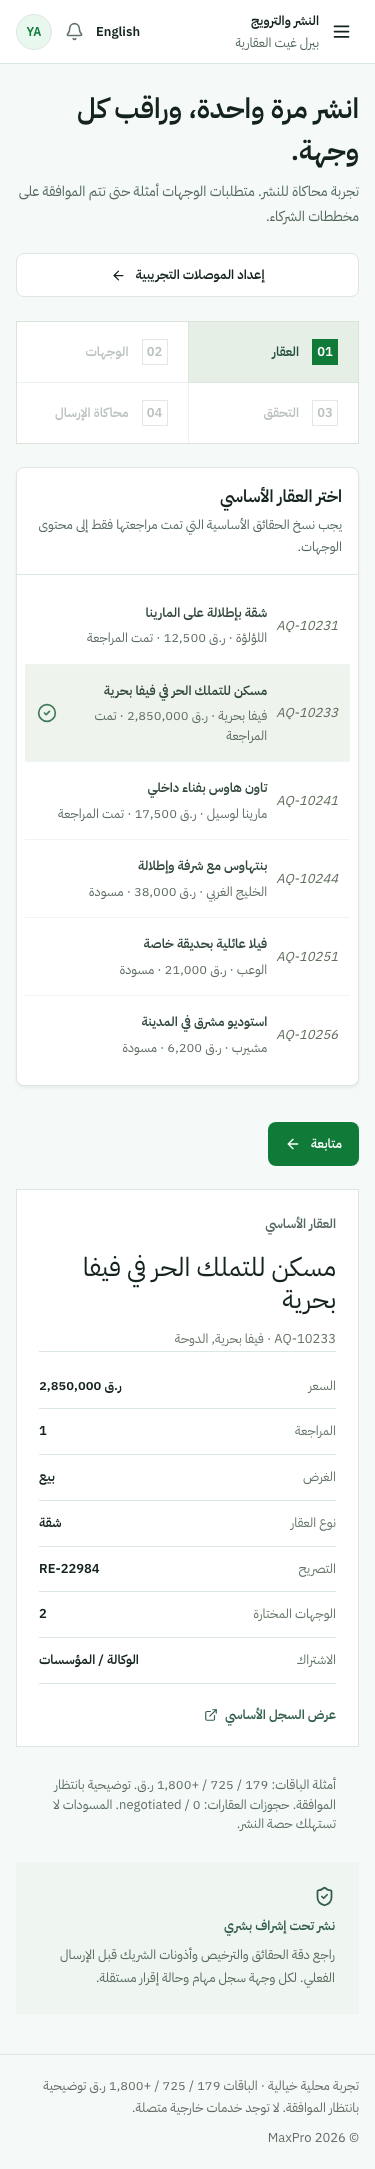 النشر والترويج
بيرل غيت العقارية
English
YA
انشر مرة واحدة، وراقب كل
وجهة.
تجربة محاكاة للنشر. متطلبات الوجهات أمثلة حتى تتم الموافقة على
مخططات الشركاء.
إعداد الموصلات التجريبية
01 العقار
02 الوجهات
03 التحقق
04 محاكاة الإرسال
اختر العقار الأساسي
يجب نسخ الحقائق الأساسية التي تمت مراجعتها فقط إلى محتوى
الوجهات.
AQ-10231
شقة بإطلالة على المارينا
اللؤلؤة · ر.ق 12,500 · تمت المراجعة
AQ-10233
مسكن للتملك الحر في فيفا بحرية
فيفا بحرية · ر.ق 2,850,000 · تمت
المراجعة
AQ-10241
تاون هاوس بفناء داخلي
مارينا لوسيل · ر.ق 17,500 · تمت المراجعة
AQ-10244
بنتهاوس مع شرفة وإطلالة
الخليج الغربي · ر.ق 38,000 · مسودة
AQ-10251
فيلا عائلية بحديقة خاصة
الوعب · ر.ق 21,000 · مسودة
AQ-10256
استوديو مشرق في المدينة
مشيرب · ر.ق 6,200 · مسودة
متابعة
العقار الأساسي
مسكن للتملك الحر في فيفا
بحرية
AQ-10233 · فيفا بحرية, الدوحة
السعر ر.ق 2,850,000
المراجعة 1
الغرض بيع
نوع العقار شقة
التصريح RE-22984
الوجهات المختارة 2
الاشتراك الوكالة / المؤسسات
عرض السجل الأساسي
أمثلة الباقات: 179 / 725 / +1,800 ر.ق. توضيحية بانتظار
الموافقة. حجوزات العقارات: 0 / negotiated. المسودات لا
تستهلك حصة النشر.
نشر تحت إشراف بشري
راجع دقة الحقائق والترخيص وأذونات الشريك قبل الإرسال
الفعلي. لكل وجهة سجل مهام وحالة إقرار مستقلة.
تجربة محلية خيالية · الباقات 179 / 725 / +1,800 ر.ق توضيحية
بانتظار الموافقة. لا توجد خدمات خارجية متصلة.
© 2026 MaxPro